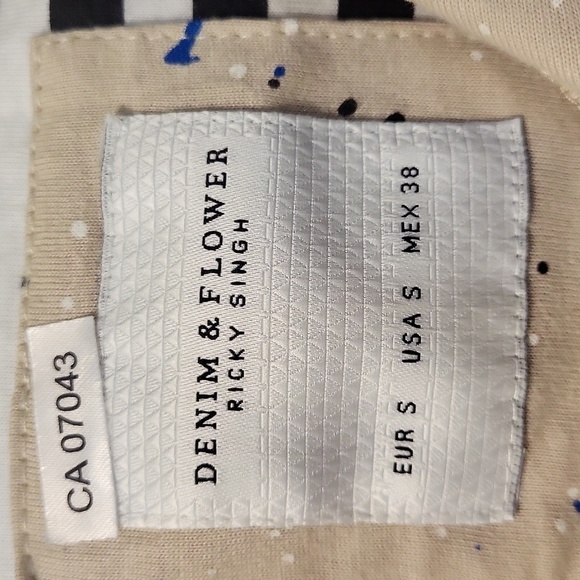 DENIM & FLOWER
RICKY SINGH
EUR S USA S MEX 38
CA 07043